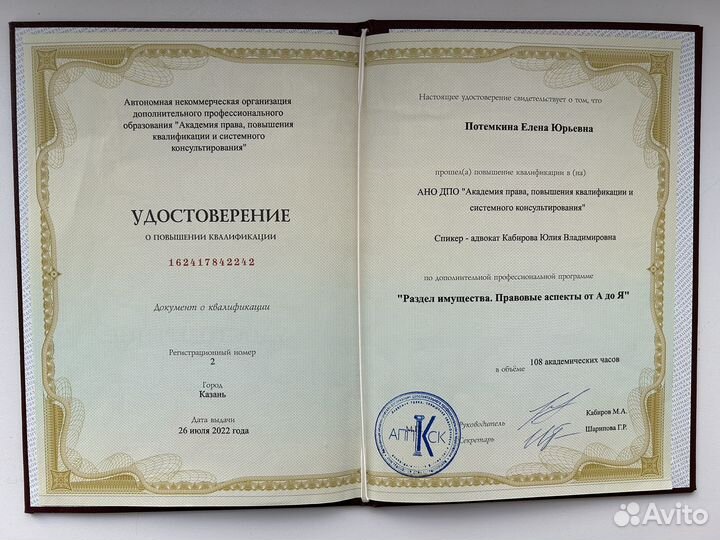 Автономная некоммерческая организация
дополнительного профессионального
образования "Академия права, повышения
квалификации и системного
консультирования"
УДОСТОВЕРЕНИЕ
О ПОВЫШЕНИИ КВАЛИФИКАЦИИ
162417842242
Документ о квалификации
Регистрационный номер
2
Город
Казань
Дата выдачи
26 июля 2022 года
Настоящее удостоверение свидетельствует о том, что
Потемкина Елена Юрьевна
прошел(а) повышение квалификации в (на)
АНО ДПО "Академия права, повышения квалификации и
системного консультирования"
Спикер - адвокат Кабирова Юлия Владимировна
по дополнительной профессиональной программе
"Раздел имущества. Правовые аспекты от А до Я"
108 академических часов
в объёме
Руководитель
Кабиров М.А.
Секретарь
Шарипова Г.Р.
Avito